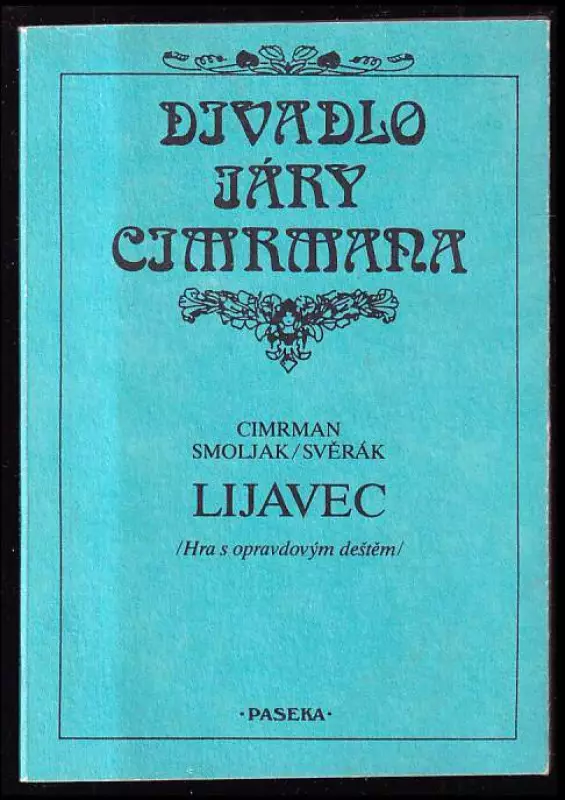 DIVADLO
JÁRY
CIMRMANA
CIMRMAN
SMOLJAK/SVĚRÁK
LIJAVEC
/Hra s opravdovým deštěm/
·PASEKA·